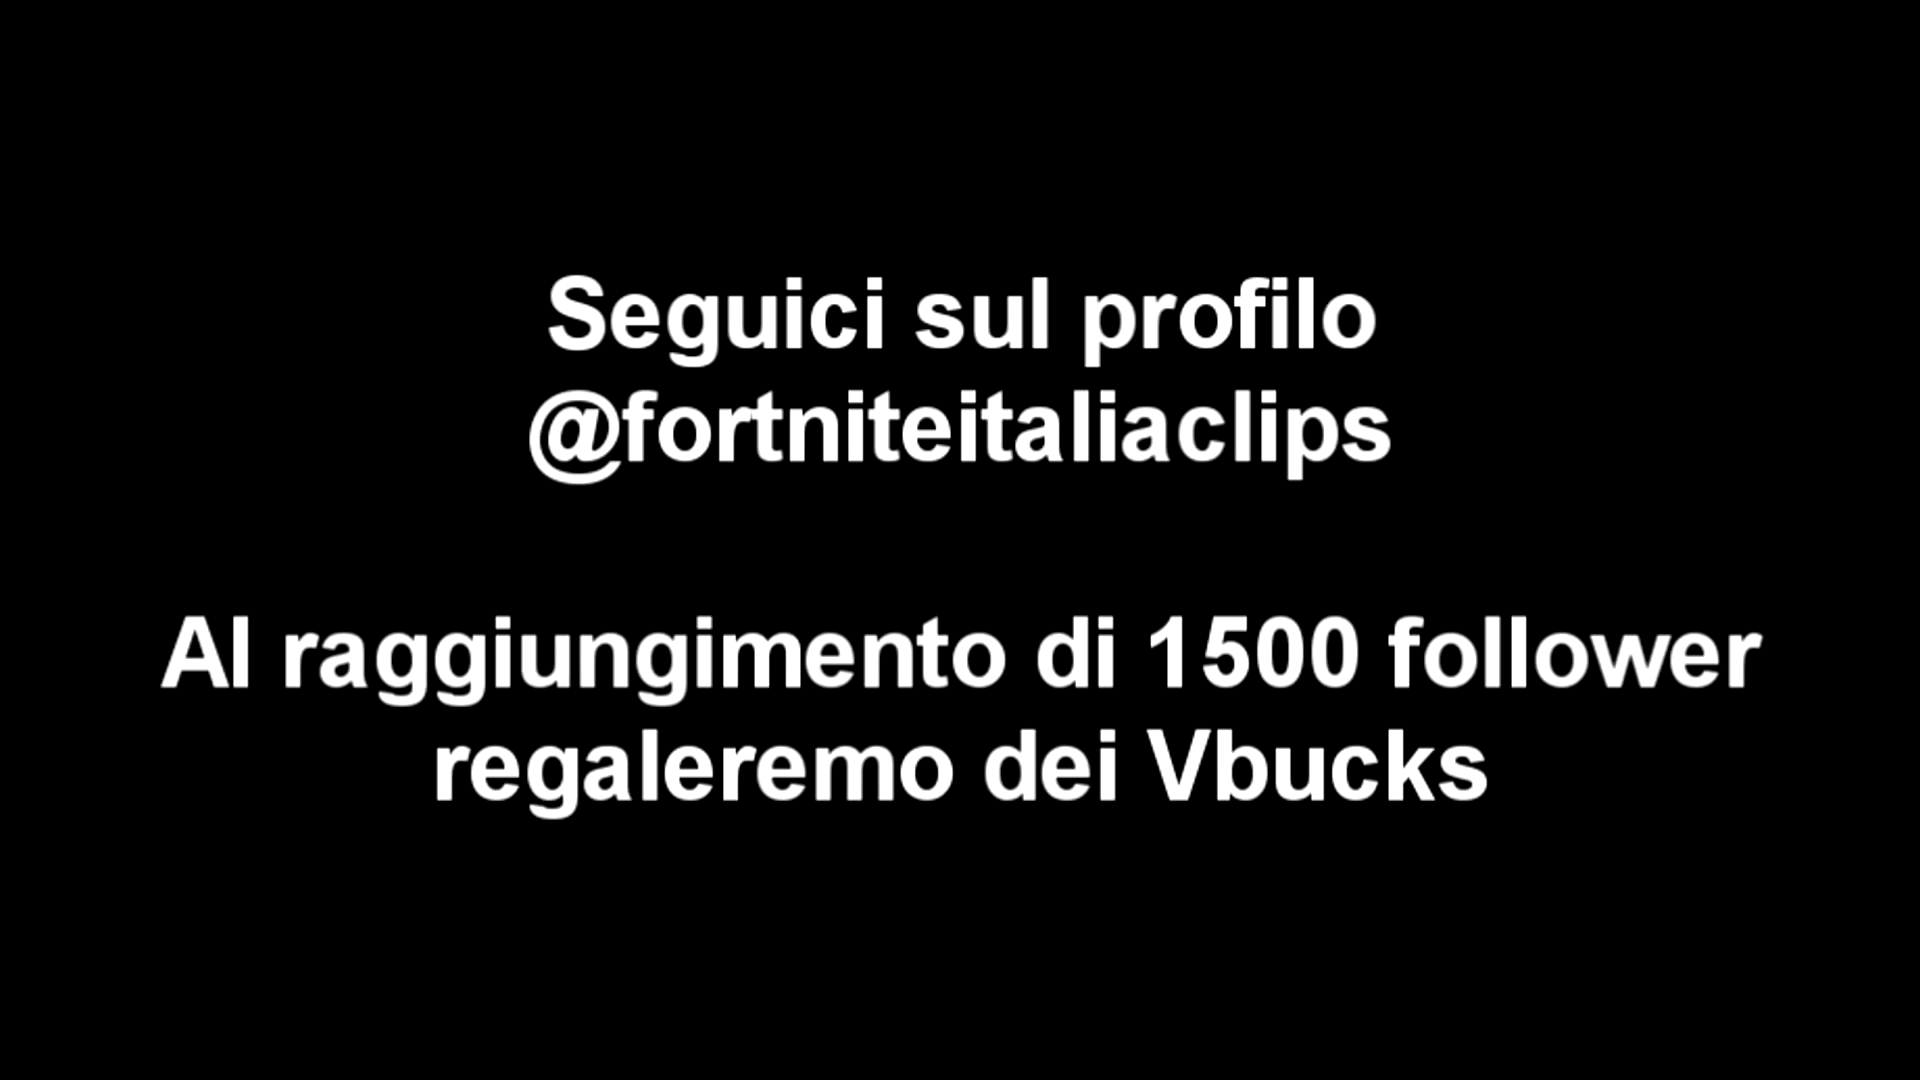 Seguici sul profilo
@fortniteitaliaclips
Al raggiungimento di 1500 follower
regaleremo dei Vbucks